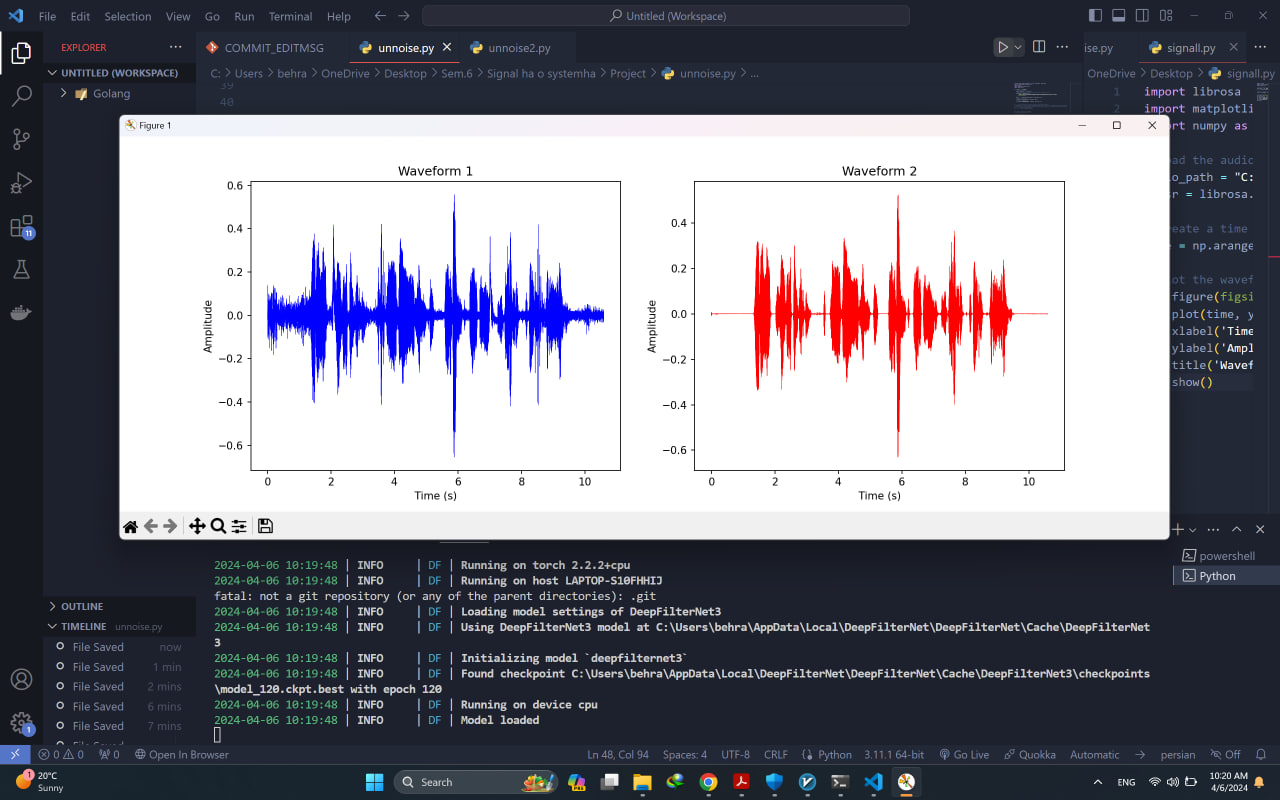 File Edit Selection View Go Run Terminal Help
Untitled (Workspace)
EXPLORER
COMMIT_EDITMSG
unnoise.py
unnoise2.py
ise.py
signall.py
UNTITLED (WORKSPACE)
C: > Users > behra > OneDrive > Desktop > Sem.6 > Signal ha o systemha > Project > unnoise.py > ...
OneDrive > Desktop > signall.py
Golang
39
40
1 import librosa
2 import matplotli
rt numpy as
Figure 1
ad the audio
o_path = "C:
sr = librosa.
reate a time
= np.arange
ot the wavef
figure(figsi
plot(time, y
xlabel('Time
ylabel('Ampl
title('Wavef
show()
Waveform 1
0.6
0.4
0.2
0.0
−0.2
−0.4
−0.6
Amplitude
0 2 4 6 8 10
Time (s)
Waveform 2
0.4
0.2
0.0
−0.2
−0.4
−0.6
Amplitude
0 2 4 6 8 10
Time (s)
11
powershell
Python
2024-04-06 10:19:48 | INFO | DF | Running on torch 2.2.2+cpu
2024-04-06 10:19:48 | INFO | DF | Running on host LAPTOP-S10FHHIJ
fatal: not a git repository (or any of the parent directories): .git
2024-04-06 10:19:48 | INFO | DF | Loading model settings of DeepFilterNet3
2024-04-06 10:19:48 | INFO | DF | Using DeepFilterNet3 model at C:\Users\behra\AppData\Local\DeepFilterNet\DeepFilterNet\Cache\DeepFilterNet
3
2024-04-06 10:19:48 | INFO | DF | Initializing model `deepfilternet3`
2024-04-06 10:19:48 | INFO | DF | Found checkpoint C:\Users\behra\AppData\Local\DeepFilterNet\DeepFilterNet\Cache\DeepFilterNet3\checkpoints
\model_120.ckpt.best with epoch 120
2024-04-06 10:19:48 | INFO | DF | Running on device cpu
2024-04-06 10:19:48 | INFO | DF | Model loaded
OUTLINE
TIMELINE unnoise.py
File Saved now
File Saved 1 min
File Saved 2 mins
File Saved 6 mins
File Saved 7 mins
1
0 0 0 Open In Browser
Ln 48, Col 94 Spaces: 4 UTF-8 CRLF Python 3.11.1 64-bit Go Live Quokka Automatic persian Off
1
20°C
Sunny
Search
ENG
10:20 AM
4/6/2024